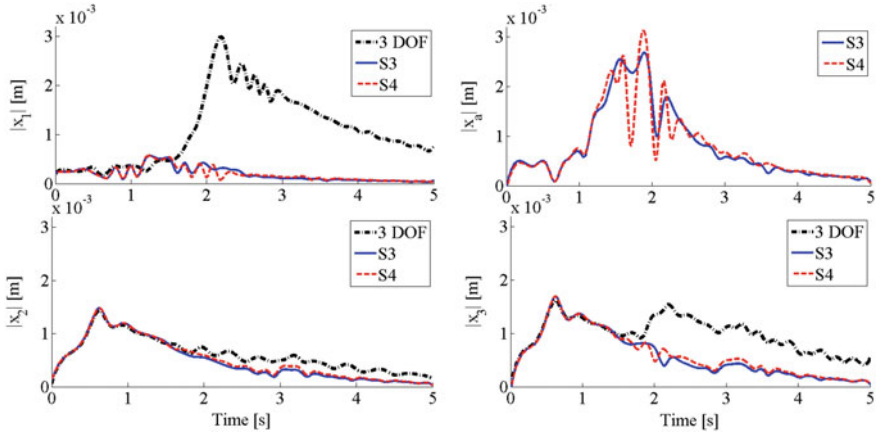 x 10⁻³
3
2
1
0
|x₁| [m]
3 DOF
S3
S4
0 1 2 3 4 5
x 10⁻³
3
2
1
0
|xₐ| [m]
S3
S4
0 1 2 3 4 5
x 10⁻³
3
2
1
0
|x₂| [m]
3 DOF
S3
S4
0 1 2 3 4 5
Time [s]
x 10⁻³
3
2
1
0
|x₃| [m]
3 DOF
S3
S4
0 1 2 3 4 5
Time [s]